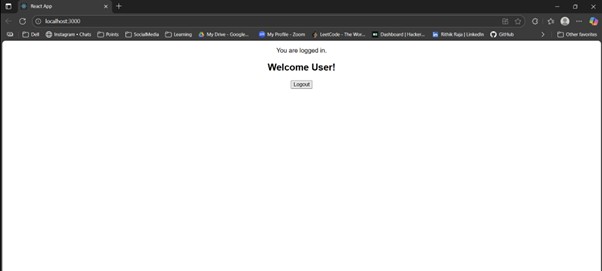 React App
localhost:3000
Dell
Instagram • Chats
Points
SocialMedia
Learning
My Drive - Google...
My Profile - Zoom
LeetCode - The Wor...
Dashboard | Hacker...
Rithik Raja | LinkedIn
GitHub
Other favorites
You are logged in.
Welcome User!
Logout